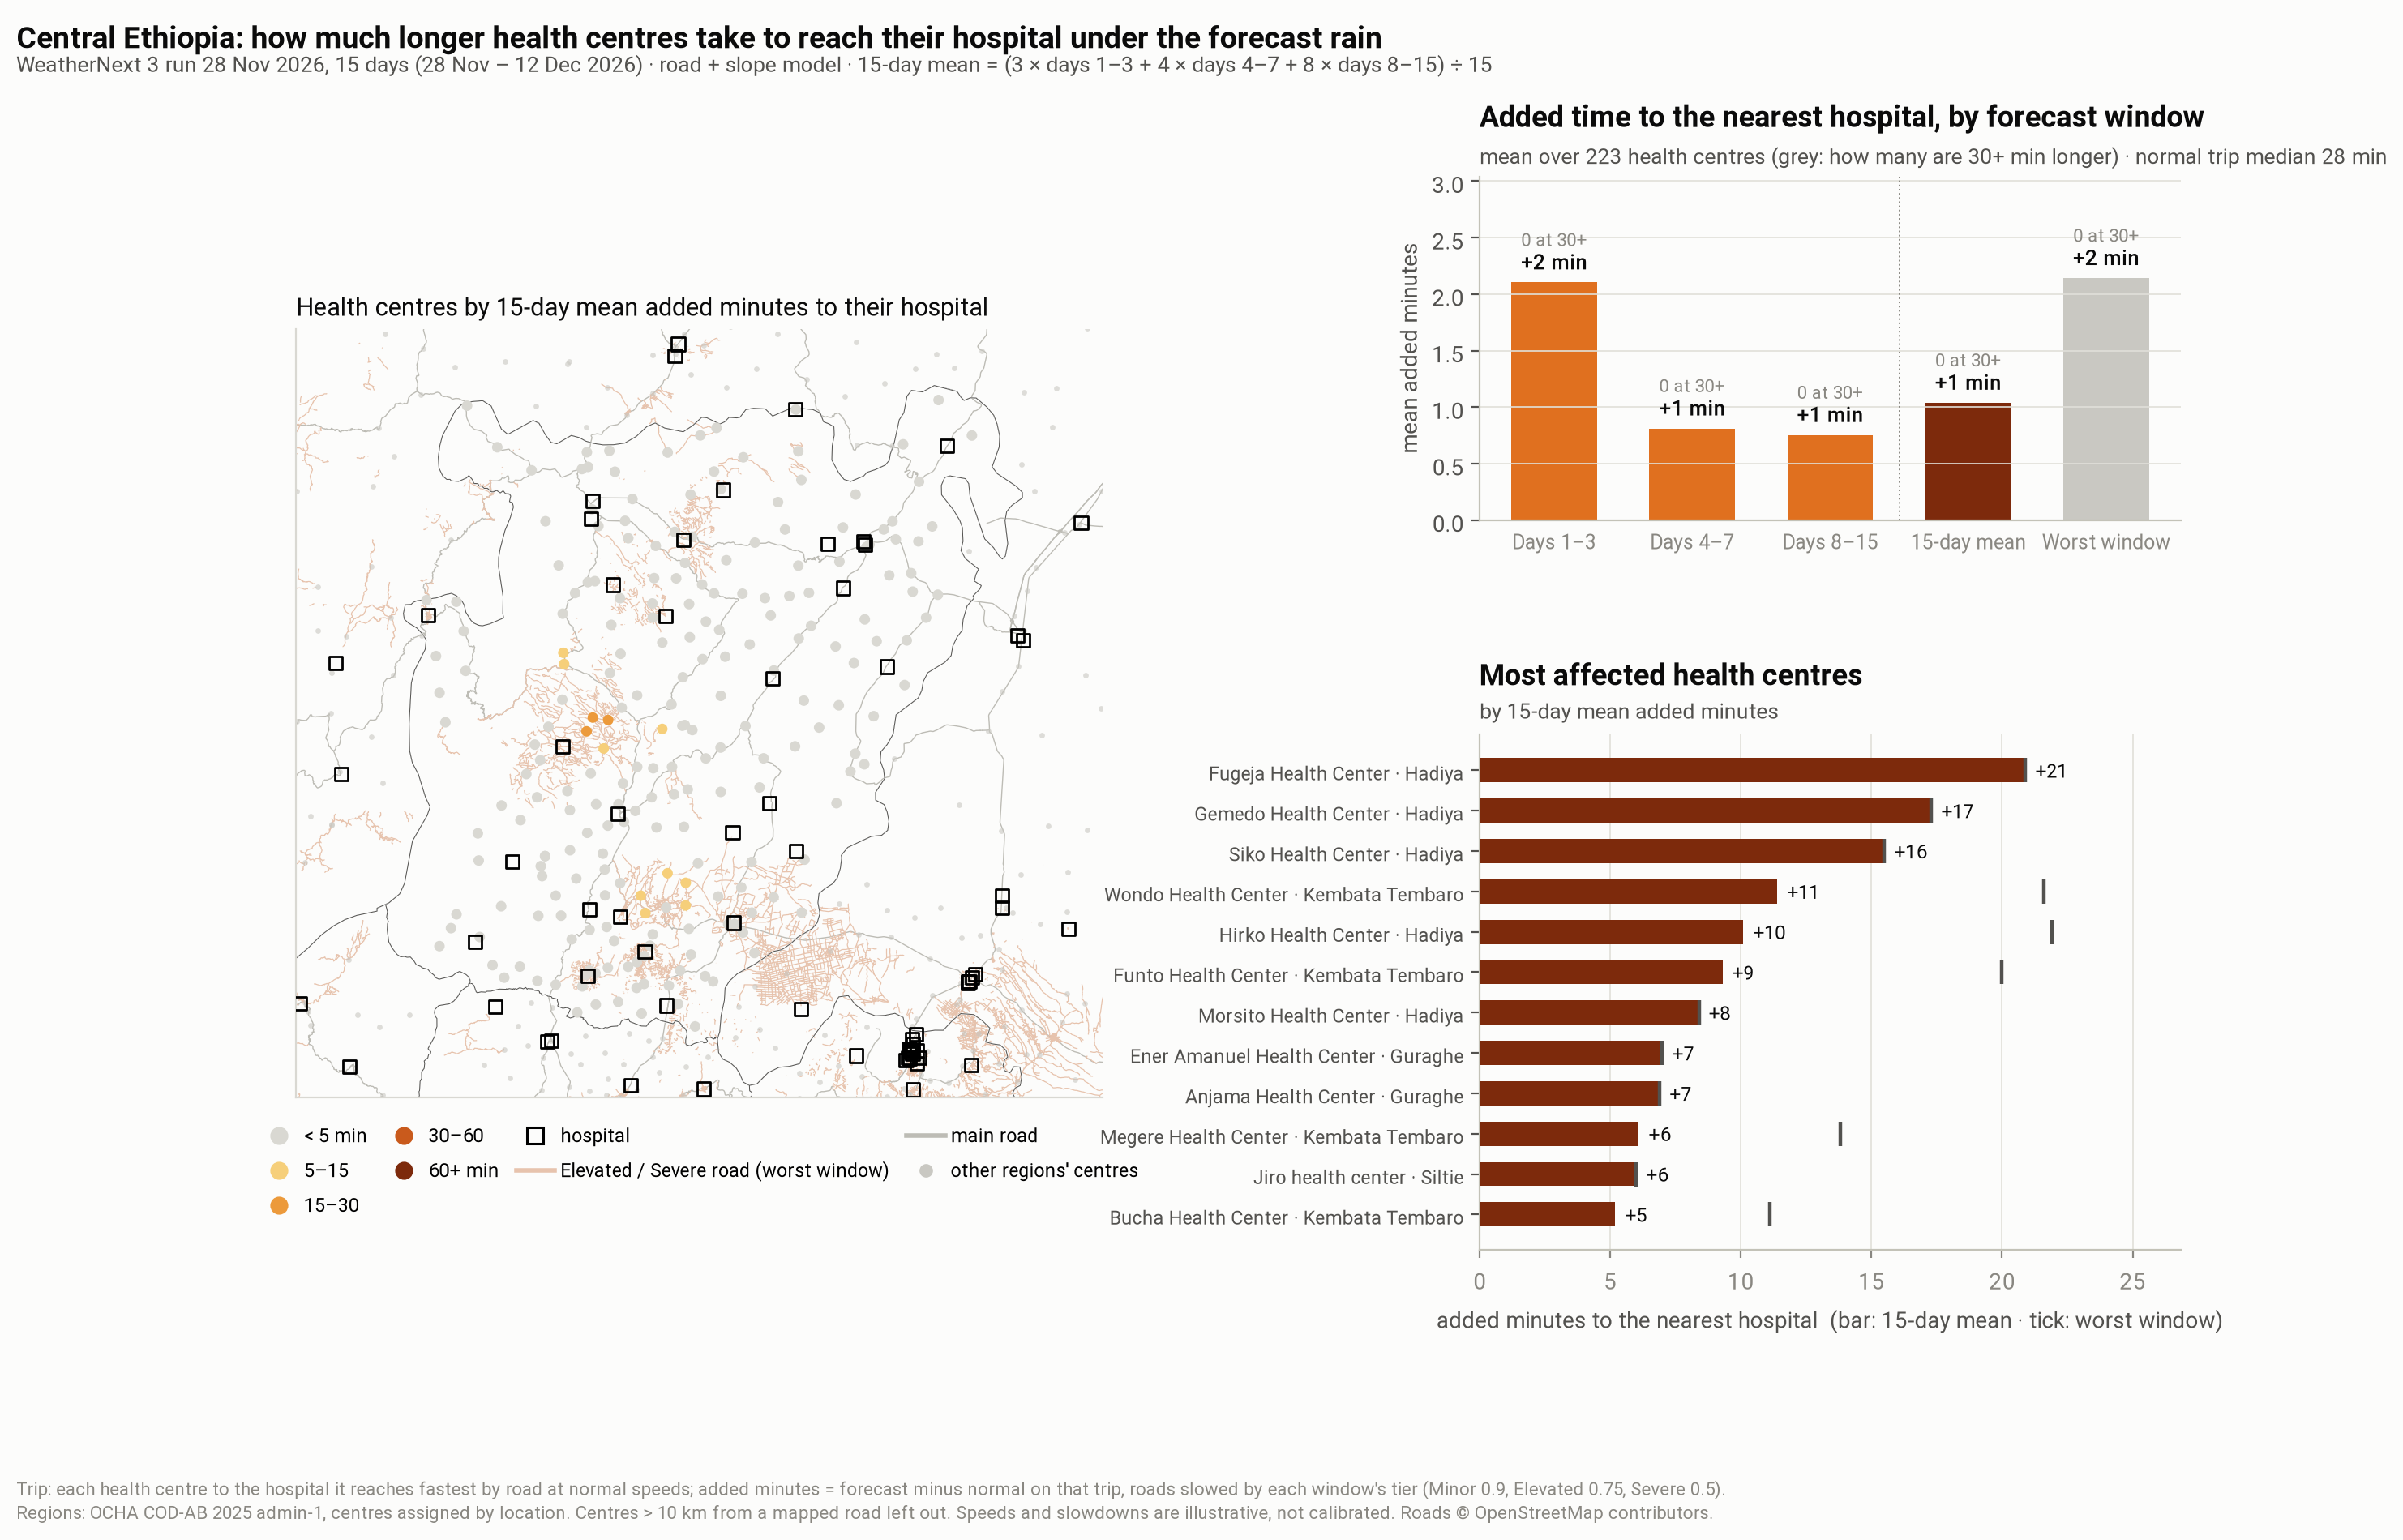 Central Ethiopia: how much longer health centres take to reach their hospital under the forecast rain
WeatherNext 3 run 28 Nov 2026, 15 days (28 Nov – 12 Dec 2026) · road + slope model · 15-day mean = (3 × days 1–3 + 4 × days 4–7 + 8 × days 8–15) ÷ 15
Health centres by 15-day mean added minutes to their hospital
< 5 min
5–15
15–30
30–60
60+ min
hospital
Elevated / Severe road (worst window)
main road
other regions' centres
Added time to the nearest hospital, by forecast window
mean over 223 health centres (grey: how many are 30+ min longer) · normal trip median 28 min
mean added minutes
3.0
2.5
2.0
1.5
1.0
0.5
0.0
0 at 30+
+2 min
0 at 30+
+1 min
0 at 30+
+1 min
0 at 30+
+1 min
0 at 30+
+2 min
Days 1–3
Days 4–7
Days 8–15
15-day mean
Worst window
Most affected health centres
by 15-day mean added minutes
Fugeja Health Center · Hadiya +21
Gemedo Health Center · Hadiya +17
Siko Health Center · Hadiya +16
Wondo Health Center · Kembata Tembaro +11
Hirko Health Center · Hadiya +10
Funto Health Center · Kembata Tembaro +9
Morsito Health Center · Hadiya +8
Ener Amanuel Health Center · Guraghe +7
Anjama Health Center · Guraghe +7
Megere Health Center · Kembata Tembaro +6
Jiro health center · Siltie +6
Bucha Health Center · Kembata Tembaro +5
0 5 10 15 20 25
added minutes to the nearest hospital (bar: 15-day mean · tick: worst window)
Trip: each health centre to the hospital it reaches fastest by road at normal speeds; added minutes = forecast minus normal on that trip, roads slowed by each window's tier (Minor 0.9, Elevated 0.75, Severe 0.5).
Regions: OCHA COD-AB 2025 admin-1, centres assigned by location. Centres > 10 km from a mapped road left out. Speeds and slowdowns are illustrative, not calibrated. Roads © OpenStreetMap contributors.